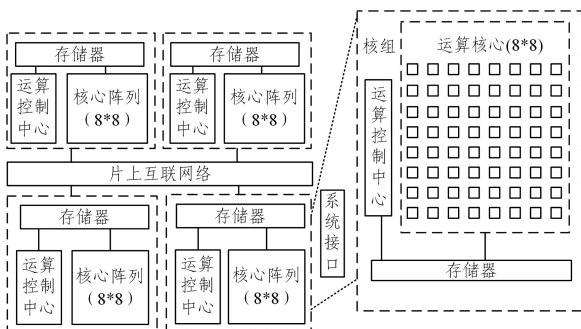 存储器
运算
控制
中心
核心阵列
(8*8)
存储器
运算
控制
中心
核心阵列
(8*8)
片上互联网络
存储器
运算
控制
中心
核心阵列
(8*8)
存储器
运算
控制
中心
核心阵列
(8*8)
系统接口
核组
运算核心(8*8)
运算控制中心
存储器